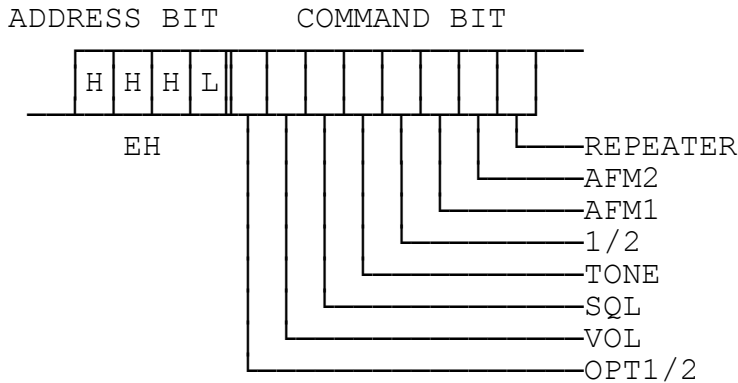 ADDRESS BIT COMMAND BIT
H H H L
EH
REPEATER
AFM2
AFM1
1/2
TONE
SQL
VOL
OPT1/2